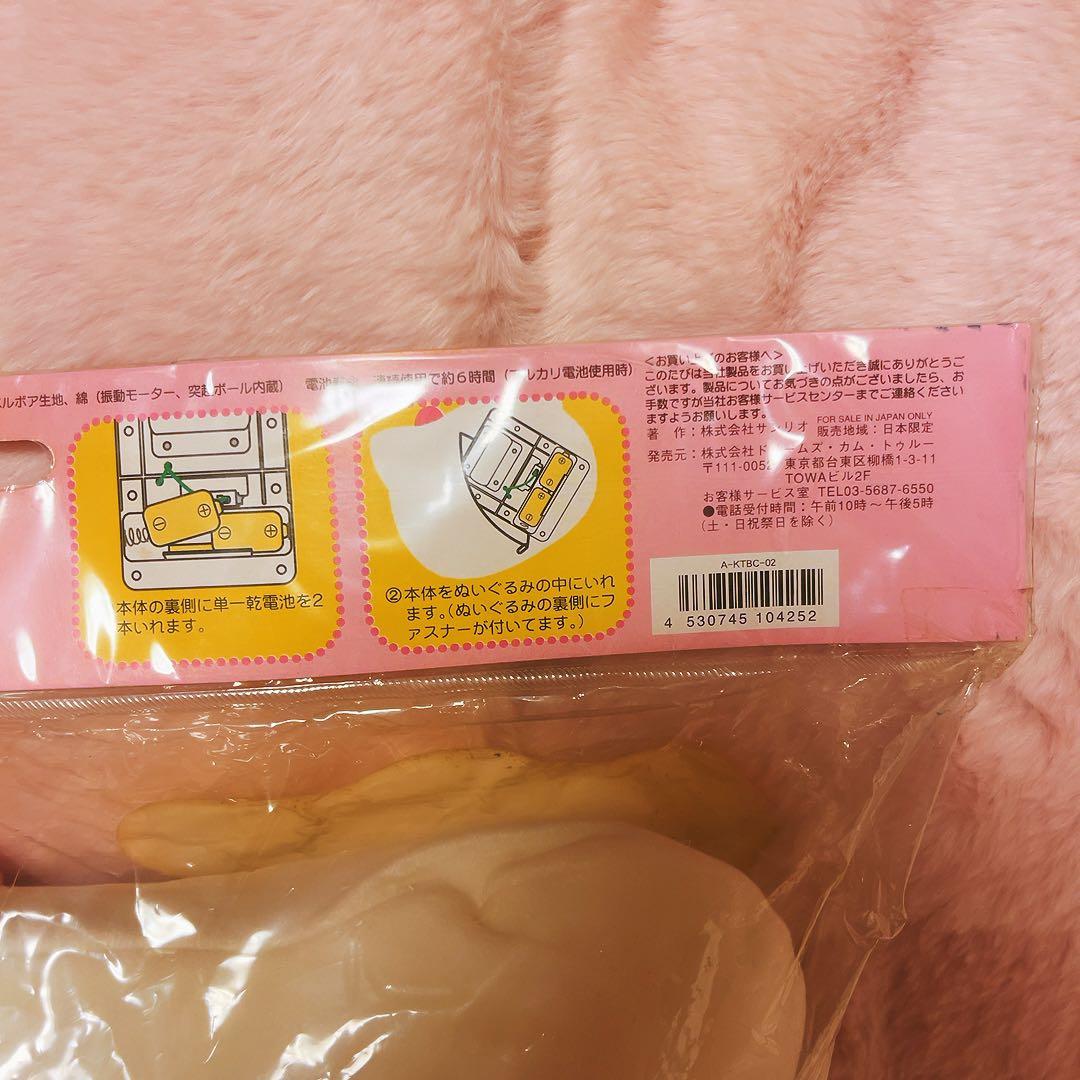 ルボア生地、綿（振動モーター、突起ボール内蔵）
連続使用で約6時間（アルカリ電池使用時）
本体の裏側に単一乾電池を2
本いれます。
②本体をぬいぐるみの中にいれ
ます。（ぬいぐるみの裏側にフ
ァスナーが付いてます。）
＜お買い上げのお客様へ＞
このたびは当社製品をお買い上げいただき誠にありがとうご
ざいます。製品についてお気づきの点がございましたら、お
手数ですが当社お客様サービスセンターまでご連絡ください
ますようお願いします。
FOR SALE IN JAPAN ONLY
著　作：株式会社サンリオ　販売地域：日本限定
発売元：株式会社ドリームズ・カム・トゥルー
〒111-0052　東京都台東区柳橋1-3-11
TOWAビル2F
お客様サービス室　TEL03-5687-6550
●電話受付時間：午前10時～午後5時
（土・日祝祭日を除く）
A-KTBC-02
4 530745 104252